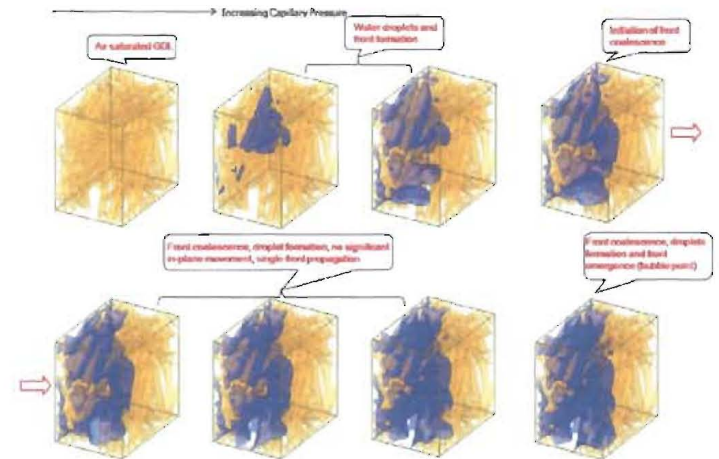 Increasing Capillary Pressure
Air saturated GDL
Water droplets and
front formation
Initiation of front
coalescence
Front coalescence, droplet formation, no significant
in-plane movement, single-front propagation
Front coalescence, droplets
formation and front
emergence (bubble point)